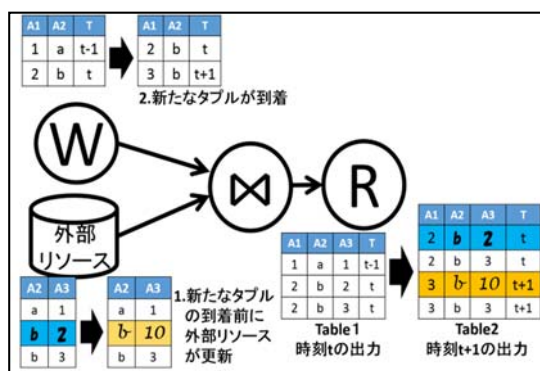 A1 A2 T
1 a t-1
2 b t
A1 A2 T
2 b t
3 b t+1
2.新たなタプルが到着
W
⋈
R
外部
リソース
A2 A3
a 1
b 2
b 3
A2 A3
a 1
b 10
b 3
1.新たなタプル
の到着前に
外部リソース
が更新
A1 A2 A3 T
1 a 1 t-1
2 b 2 t
2 b 3 t
Table1
時刻tの出力
A1 A2 A3 T
2 b 2 t
2 b 3 t
3 b 10 t+1
3 b 3 t+1
Table2
時刻t+1の出力